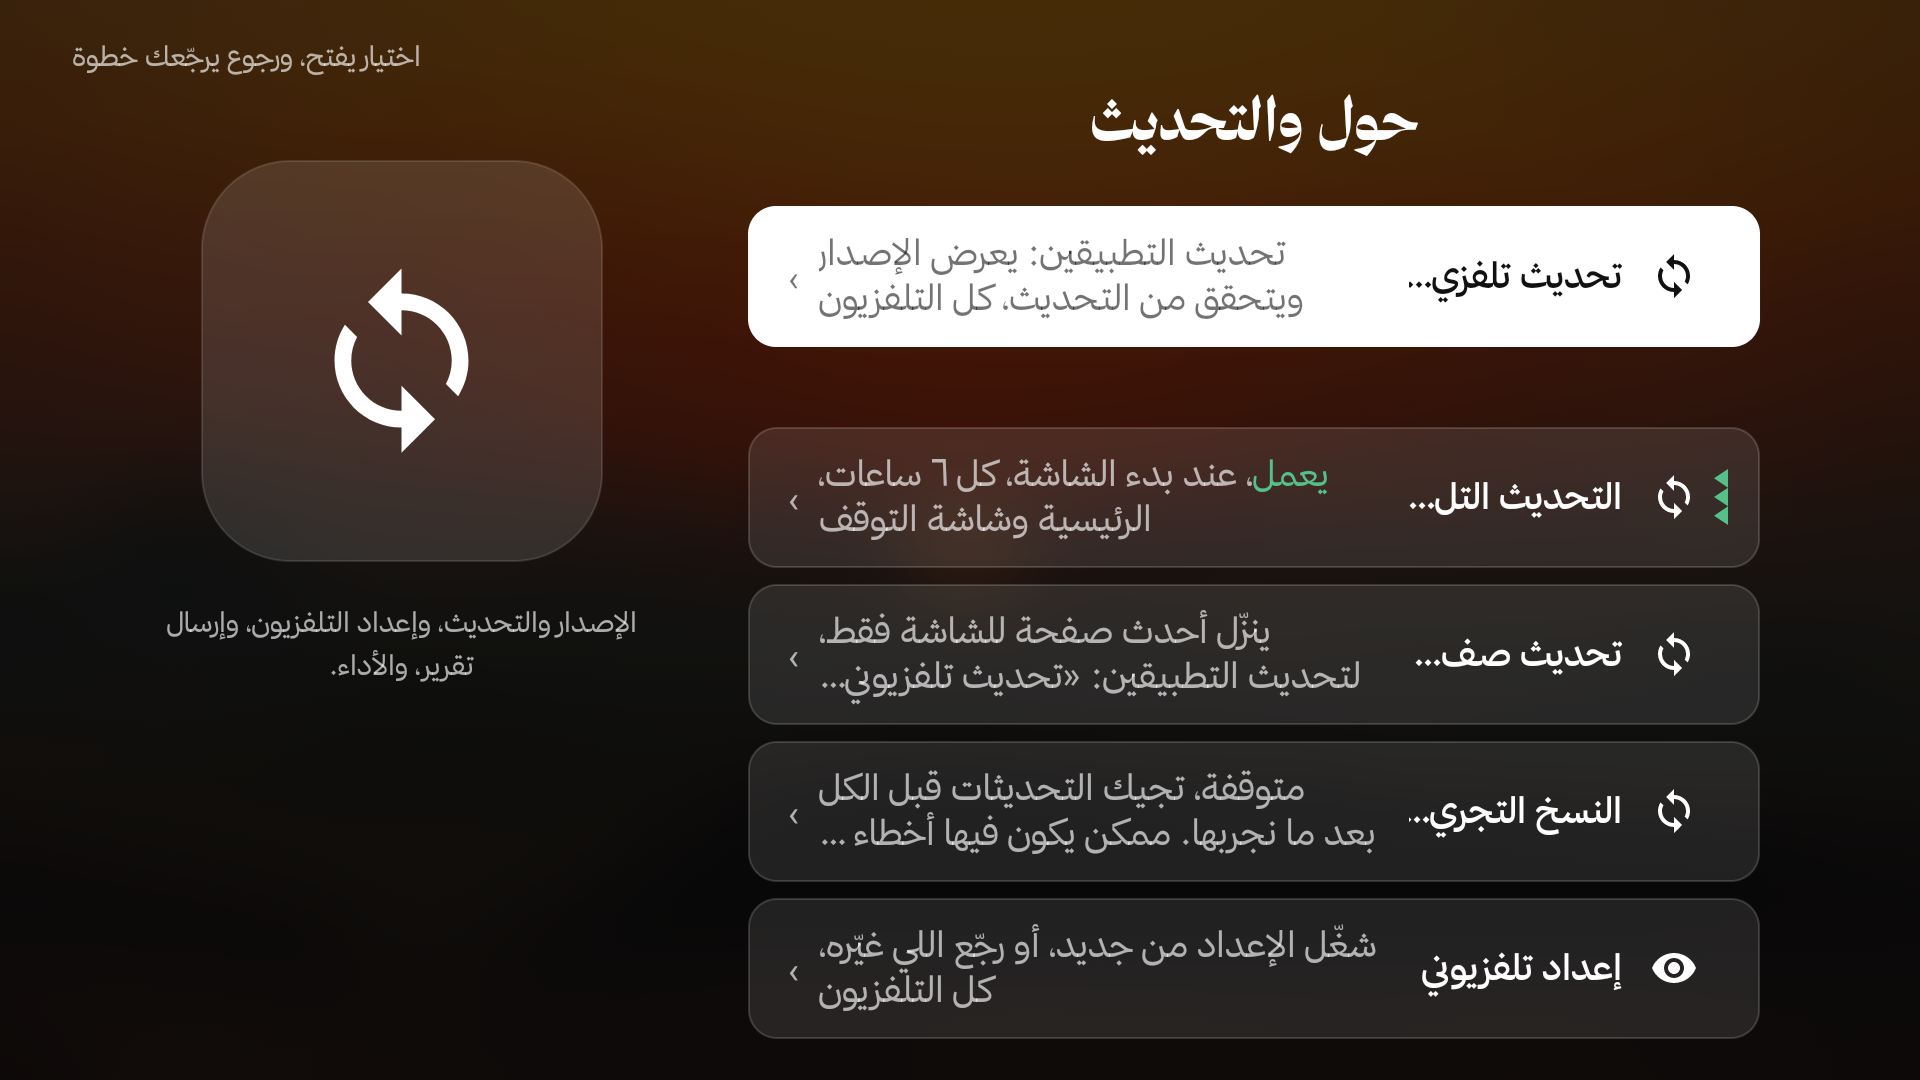 اختيار يفتح، ورجوع يرجّعك خطوة
حول والتحديث
تحديث تلفزي...
تحديث التطبيقين: يعرض الإصدار
ويتحقق من التحديث، كل التلفزيون
التحديث التل...
يعمل، عند بدء الشاشة، كل ٦ ساعات،
الرئيسية وشاشة التوقف
تحديث صف...
ينزّل أحدث صفحة للشاشة فقط،
لتحديث التطبيقين: «تحديث تلفزيوني...
النسخ التجري...
متوقفة، تجيك التحديثات قبل الكل
بعد ما نجربها. ممكن يكون فيها أخطاء ...
إعداد تلفزيوني
شغّل الإعداد من جديد، أو رجّع اللي غيّره،
كل التلفزيون
الإصدار والتحديث، وإعداد التلفزيون، وإرسال
تقرير، والأداء.